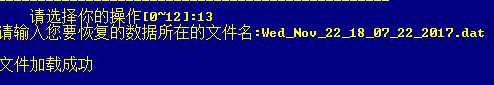 请选择你的操作[0~12]:13
请输入您要恢复的数据所在的文件名:Wed_Nov_22_18_07_22_2017.dat
文件加载成功